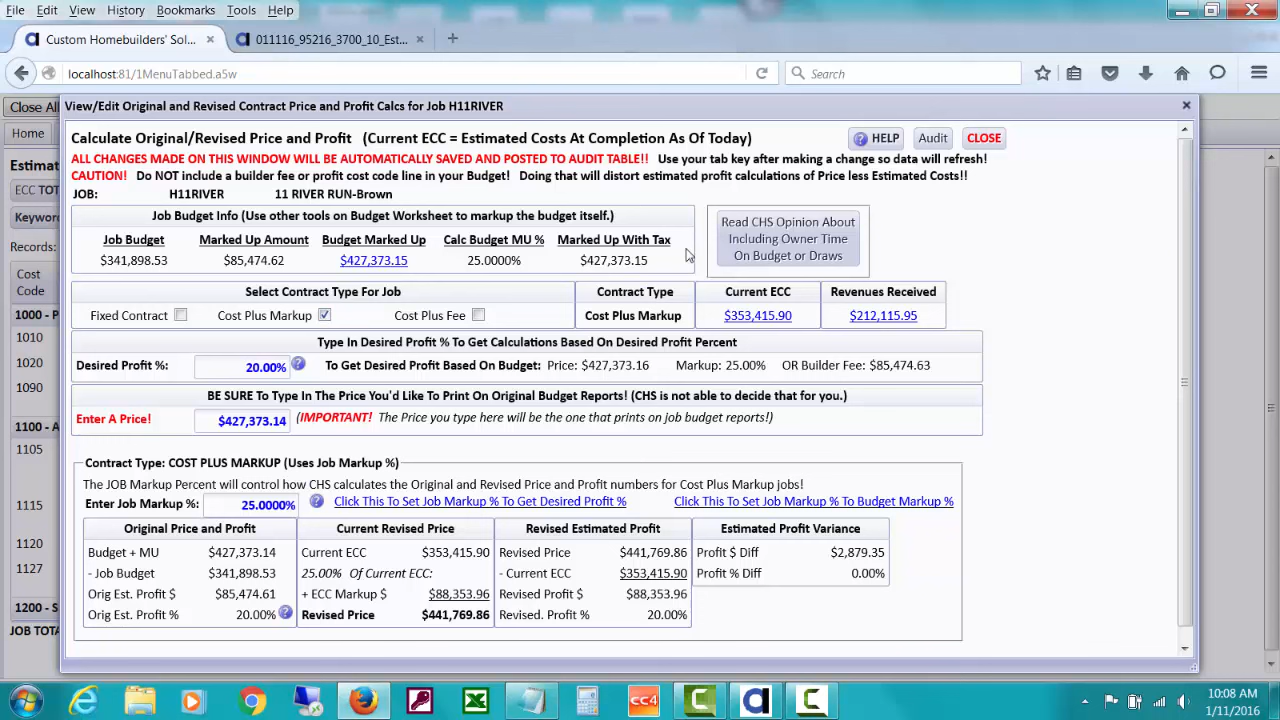 File Edit View History Bookmarks Tools Help
Custom Homebuilders' Sol... × 011116_95216_3700_10_Est... × +
localhost:81/1MenuTabbed.a5w Search
Close All
View/Edit Original and Revised Contract Price and Profit Calcs for Job H11RIVER
Home
Calculate Original/Revised Price and Profit (Current ECC = Estimated Costs At Completion As Of Today) HELP Audit CLOSE
ALL CHANGES MADE ON THIS WINDOW WILL BE AUTOMATICALLY SAVED AND POSTED TO AUDIT TABLE!! Use your tab key after making a change so data will refresh!
Estimat
CAUTION! Do NOT include a builder fee or profit cost code line in your Budget! Doing that will distort estimated profit calculations of Price less Estimated Costs!!
ECC TOT
JOB: H11RIVER 11 RIVER RUN-Brown
Keyword
Job Budget Info (Use other tools on Budget Worksheet to markup the budget itself.)
Job Budget Marked Up Amount Budget Marked Up Calc Budget MU % Marked Up With Tax
$341,898.53 $85,474.62 $427,373.15 25.0000% $427,373.15
Read CHS Opinion About
Including Owner Time
On Budget or Draws
Records:
Cost
Code
Select Contract Type For Job Contract Type Current ECC Revenues Received
Fixed Contract Cost Plus Markup Cost Plus Fee Cost Plus Markup $353,415.90 $212,115.95
1000 - P
1010
Type In Desired Profit % To Get Calculations Based On Desired Profit Percent
1020
Desired Profit %: 20.00% To Get Desired Profit Based On Budget: Price: $427,373.16 Markup: 25.00% OR Builder Fee: $85,474.63
1090
BE SURE TO Type In The Price You'd Like To Print On Original Budget Reports! (CHS is not able to decide that for you.)
Enter A Price! $427,373.14 (IMPORTANT! The Price you type here will be the one that prints on job budget reports!)
1100 - A
1105
Contract Type: COST PLUS MARKUP (Uses Job Markup %)
The JOB Markup Percent will control how CHS calculates the Original and Revised Price and Profit numbers for Cost Plus Markup jobs!
Enter Job Markup %: 25.0000% Click This To Set Job Markup % To Get Desired Profit % Click This To Set Job Markup % To Budget Markup %
1115
Original Price and Profit Current Revised Price Revised Estimated Profit Estimated Profit Variance
1120
Budget + MU $427,373.14 Current ECC $353,415.90 Revised Price $441,769.86 Profit $ Diff $2,879.35
1127
- Job Budget $341,898.53 25.00% Of Current ECC: - Current ECC $353,415.90 Profit % Diff 0.00%
Orig Est. Profit $ $85,474.61 + ECC Markup $ $88,353.96 Revised Profit $ $88,353.96
1200 - S
Orig Est. Profit % 20.00% Revised Price $441,769.86 Revised. Profit % 20.00%
JOB TOTA
CC4
10:08 AM
1/11/2016